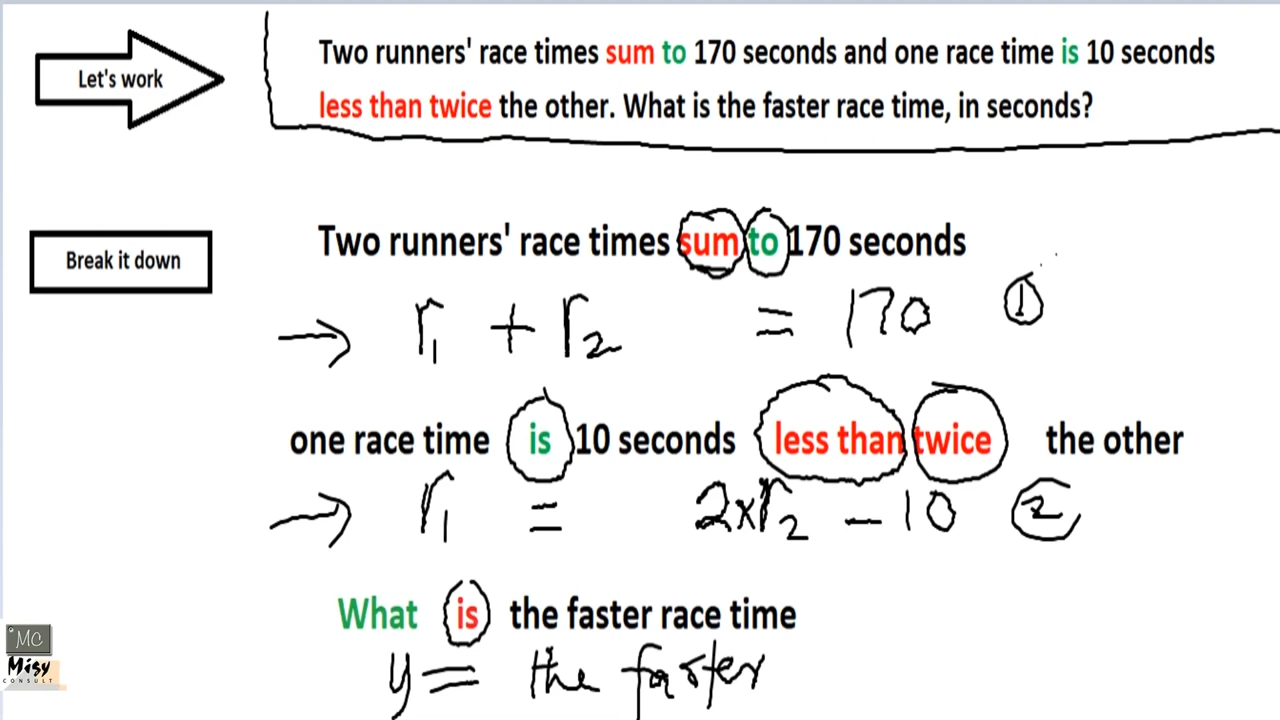 Let's work
Two runners' race times sum to 170 seconds and one race time is 10 seconds
less than twice the other. What is the faster race time, in seconds?
Break it down
Two runners' race times sum to 170 seconds
→ r₁ + r₂ = 170 ①
one race time is 10 seconds less than twice the other
→ r₁ = 2×r₂ − 10 ②
What is the faster race time
y = the faster
MC
Misy
CONSULT